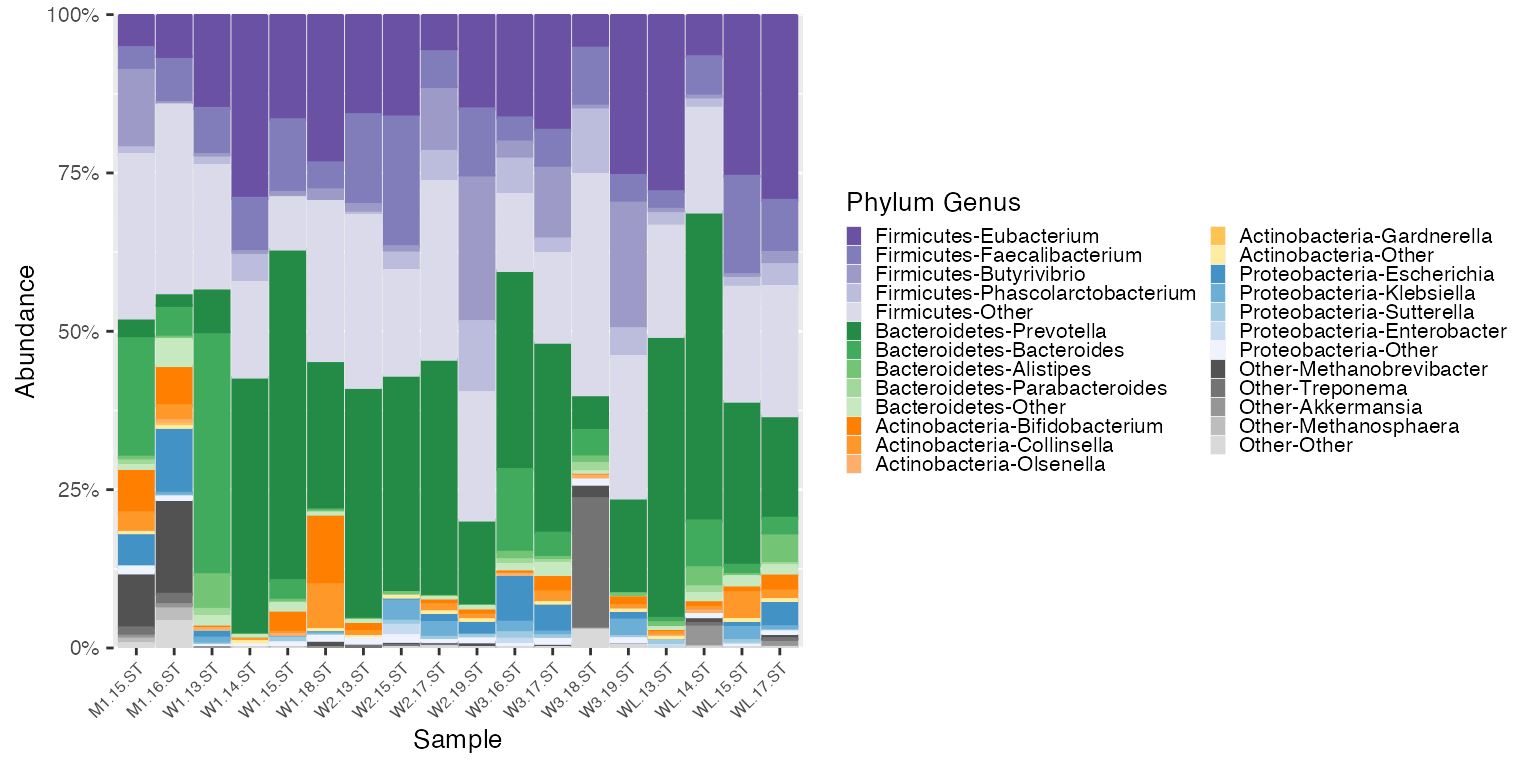 100%
75%
50%
25%
0%
Abundance
M1.15.ST
M1.16.ST
W1.13.ST
W1.14.ST
W1.15.ST
W1.18.ST
W2.13.ST
W2.15.ST
W2.17.ST
W2.19.ST
W3.16.ST
W3.17.ST
W3.18.ST
W3.19.ST
WL.13.ST
WL.14.ST
WL.15.ST
WL.17.ST
Sample
Phylum Genus
Firmicutes-Eubacterium
Firmicutes-Faecalibacterium
Firmicutes-Butyrivibrio
Firmicutes-Phascolarctobacterium
Firmicutes-Other
Bacteroidetes-Prevotella
Bacteroidetes-Bacteroides
Bacteroidetes-Alistipes
Bacteroidetes-Parabacteroides
Bacteroidetes-Other
Actinobacteria-Bifidobacterium
Actinobacteria-Collinsella
Actinobacteria-Olsenella
Actinobacteria-Gardnerella
Actinobacteria-Other
Proteobacteria-Escherichia
Proteobacteria-Klebsiella
Proteobacteria-Sutterella
Proteobacteria-Enterobacter
Proteobacteria-Other
Other-Methanobrevibacter
Other-Treponema
Other-Akkermansia
Other-Methanosphaera
Other-Other